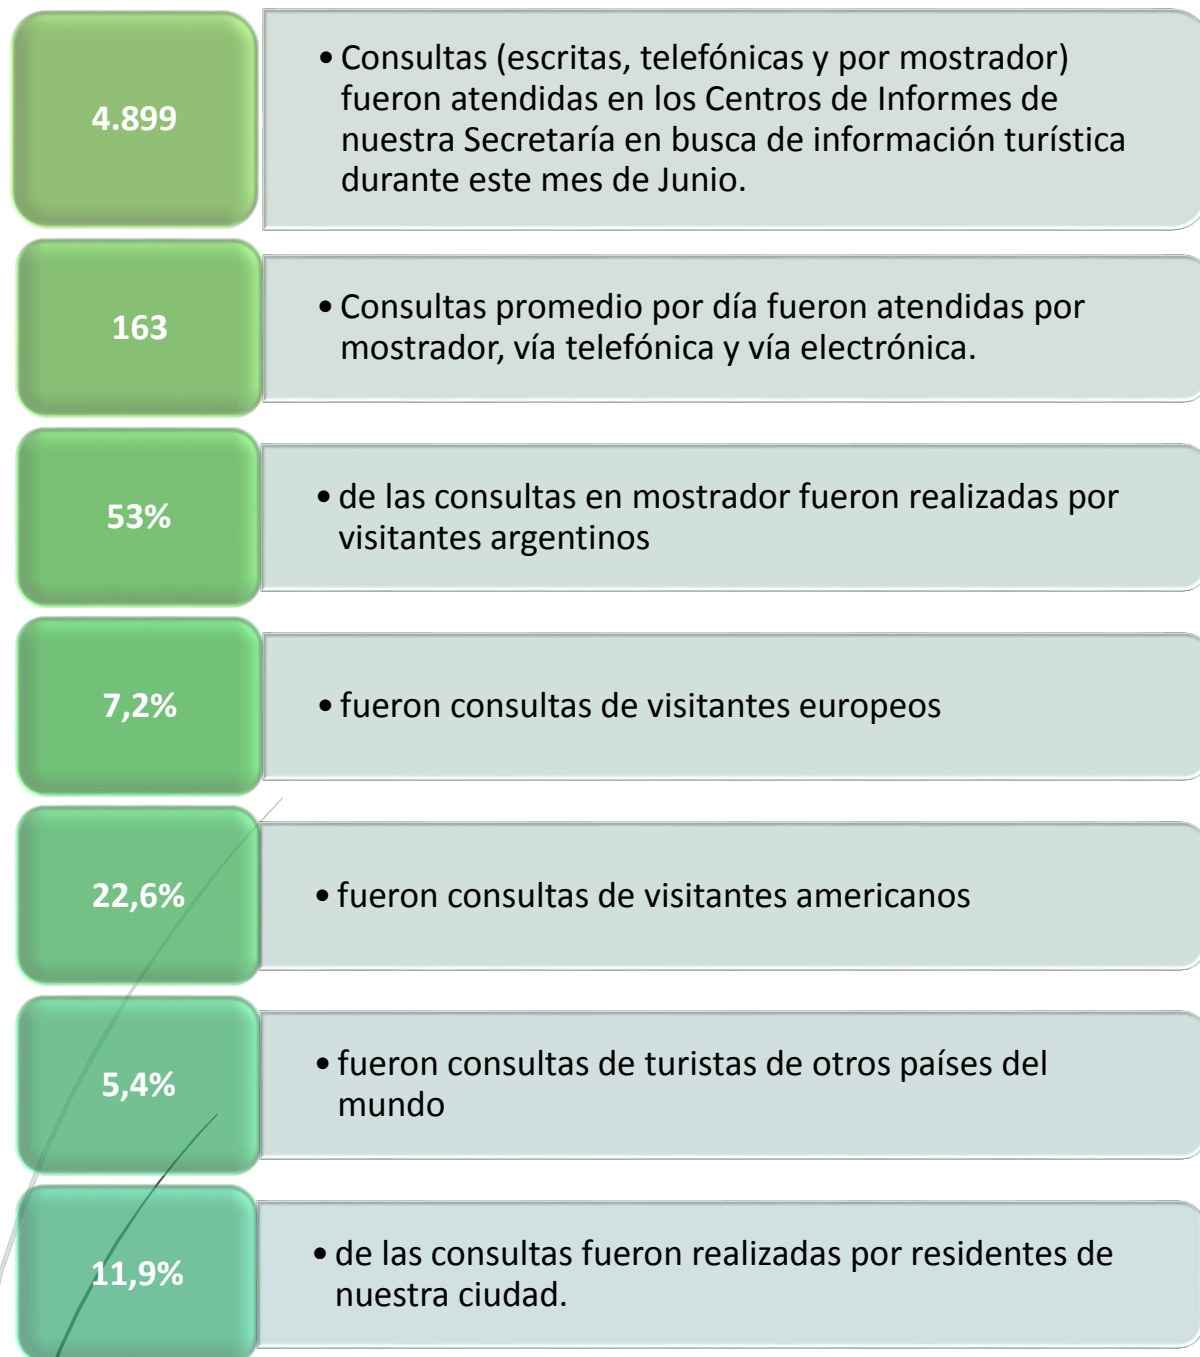 4.899
• Consultas (escritas, telefónicas y por mostrador)
fueron atendidas en los Centros de Informes de
nuestra Secretaría en busca de información turística
durante este mes de Junio.
163
• Consultas promedio por día fueron atendidas por
mostrador, vía telefónica y vía electrónica.
53%
• de las consultas en mostrador fueron realizadas por
visitantes argentinos
7,2%
• fueron consultas de visitantes europeos
22,6%
• fueron consultas de visitantes americanos
5,4%
• fueron consultas de turistas de otros países del
mundo
11,9%
• de las consultas fueron realizadas por residentes de
nuestra ciudad.